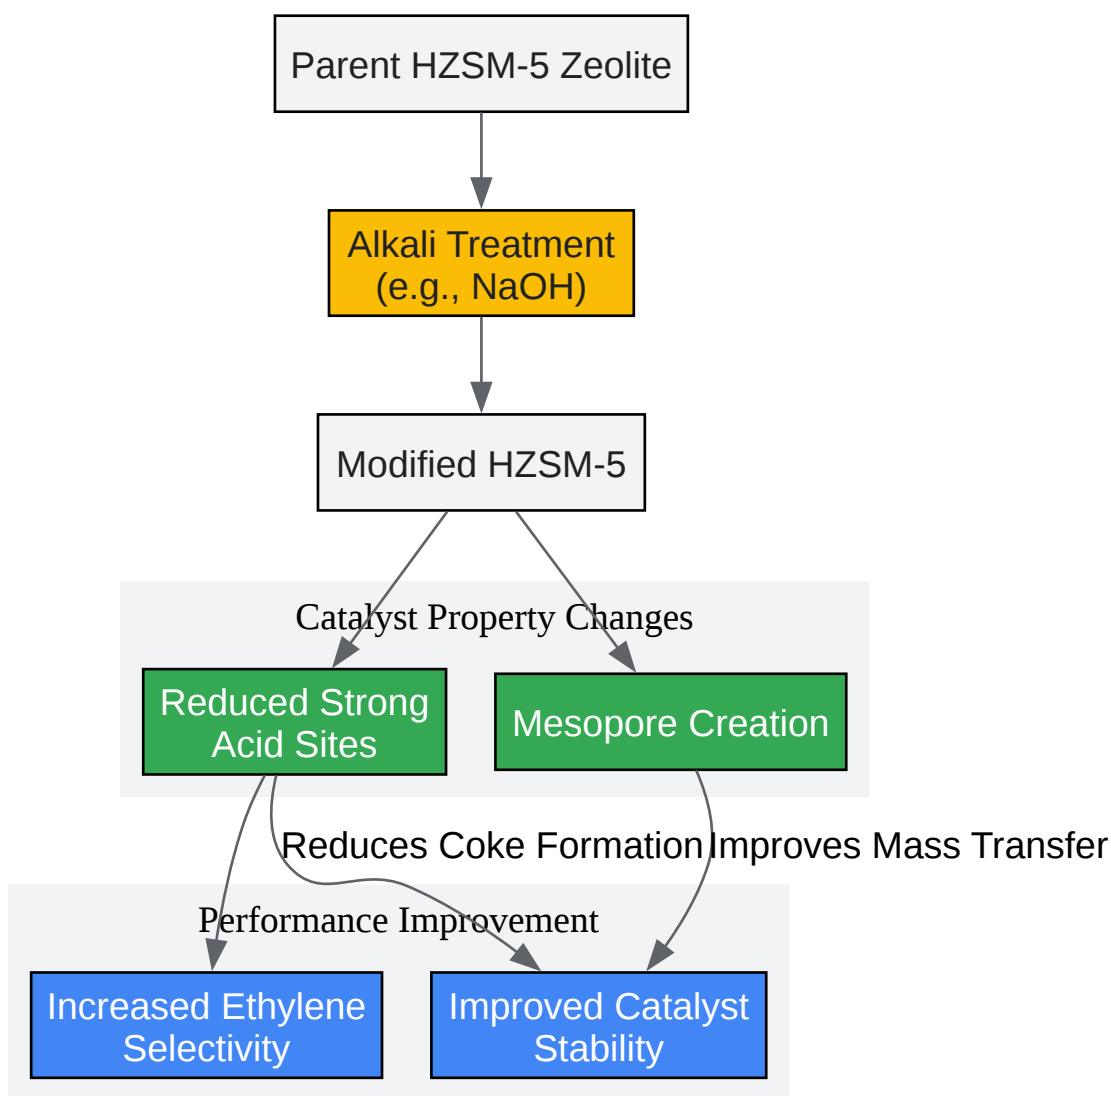 Parent HZSM-5 Zeolite
Alkali Treatment
(e.g., NaOH)
Modified HZSM-5
Catalyst Property Changes
Reduced Strong
Acid Sites
Mesopore Creation
Reduces Coke Formation
Improves Mass Transfer
Performance Improvement
Increased Ethylene
Selectivity
Improved Catalyst
Stability